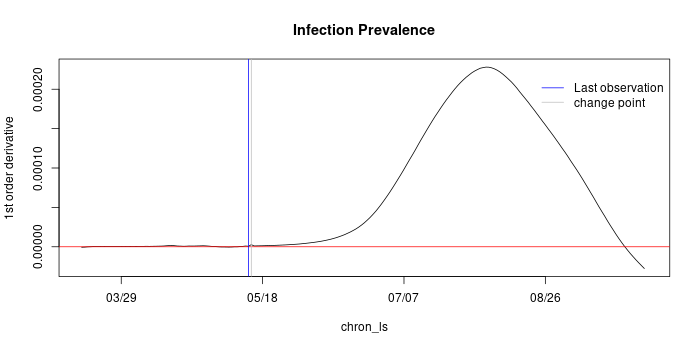 Infection Prevalence
1st order derivative
0.00020
0.00010
0.00000
Last observation
change point
03/29
05/18
07/07
08/26
chron_ls